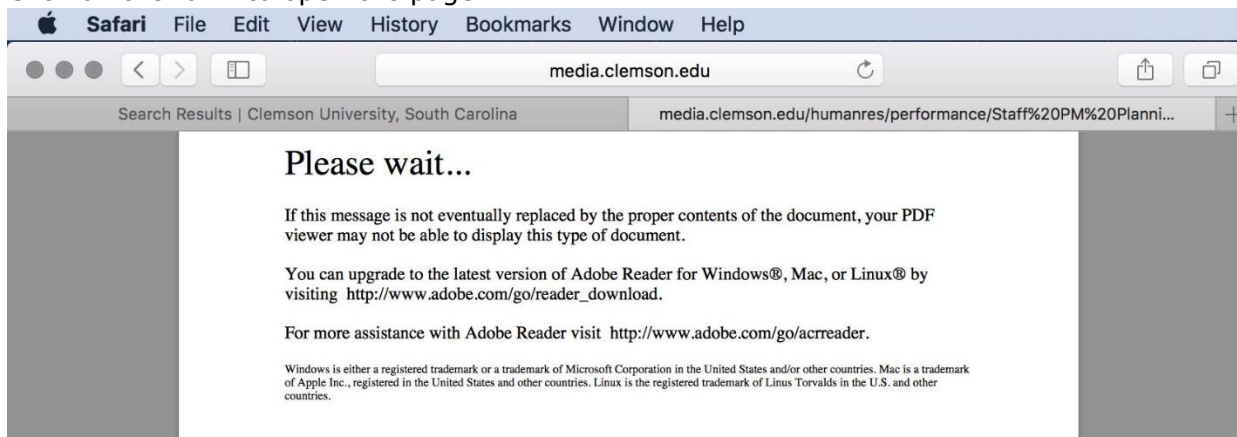 Safari File Edit View History Bookmarks Window Help
media.clemson.edu
Search Results | Clemson University, South Carolina media.clemson.edu/humanres/performance/Staff%20PM%20Planni...
Please wait...
If this message is not eventually replaced by the proper contents of the document, your PDF
viewer may not be able to display this type of document.
You can upgrade to the latest version of Adobe Reader for Windows®, Mac, or Linux® by
visiting http://www.adobe.com/go/reader_download.
For more assistance with Adobe Reader visit http://www.adobe.com/go/acrreader.
Windows is either a registered trademark or a trademark of Microsoft Corporation in the United States and/or other countries. Mac is a trademark
of Apple Inc., registered in the United States and other countries. Linux is the registered trademark of Linus Torvalds in the U.S. and other
countries.